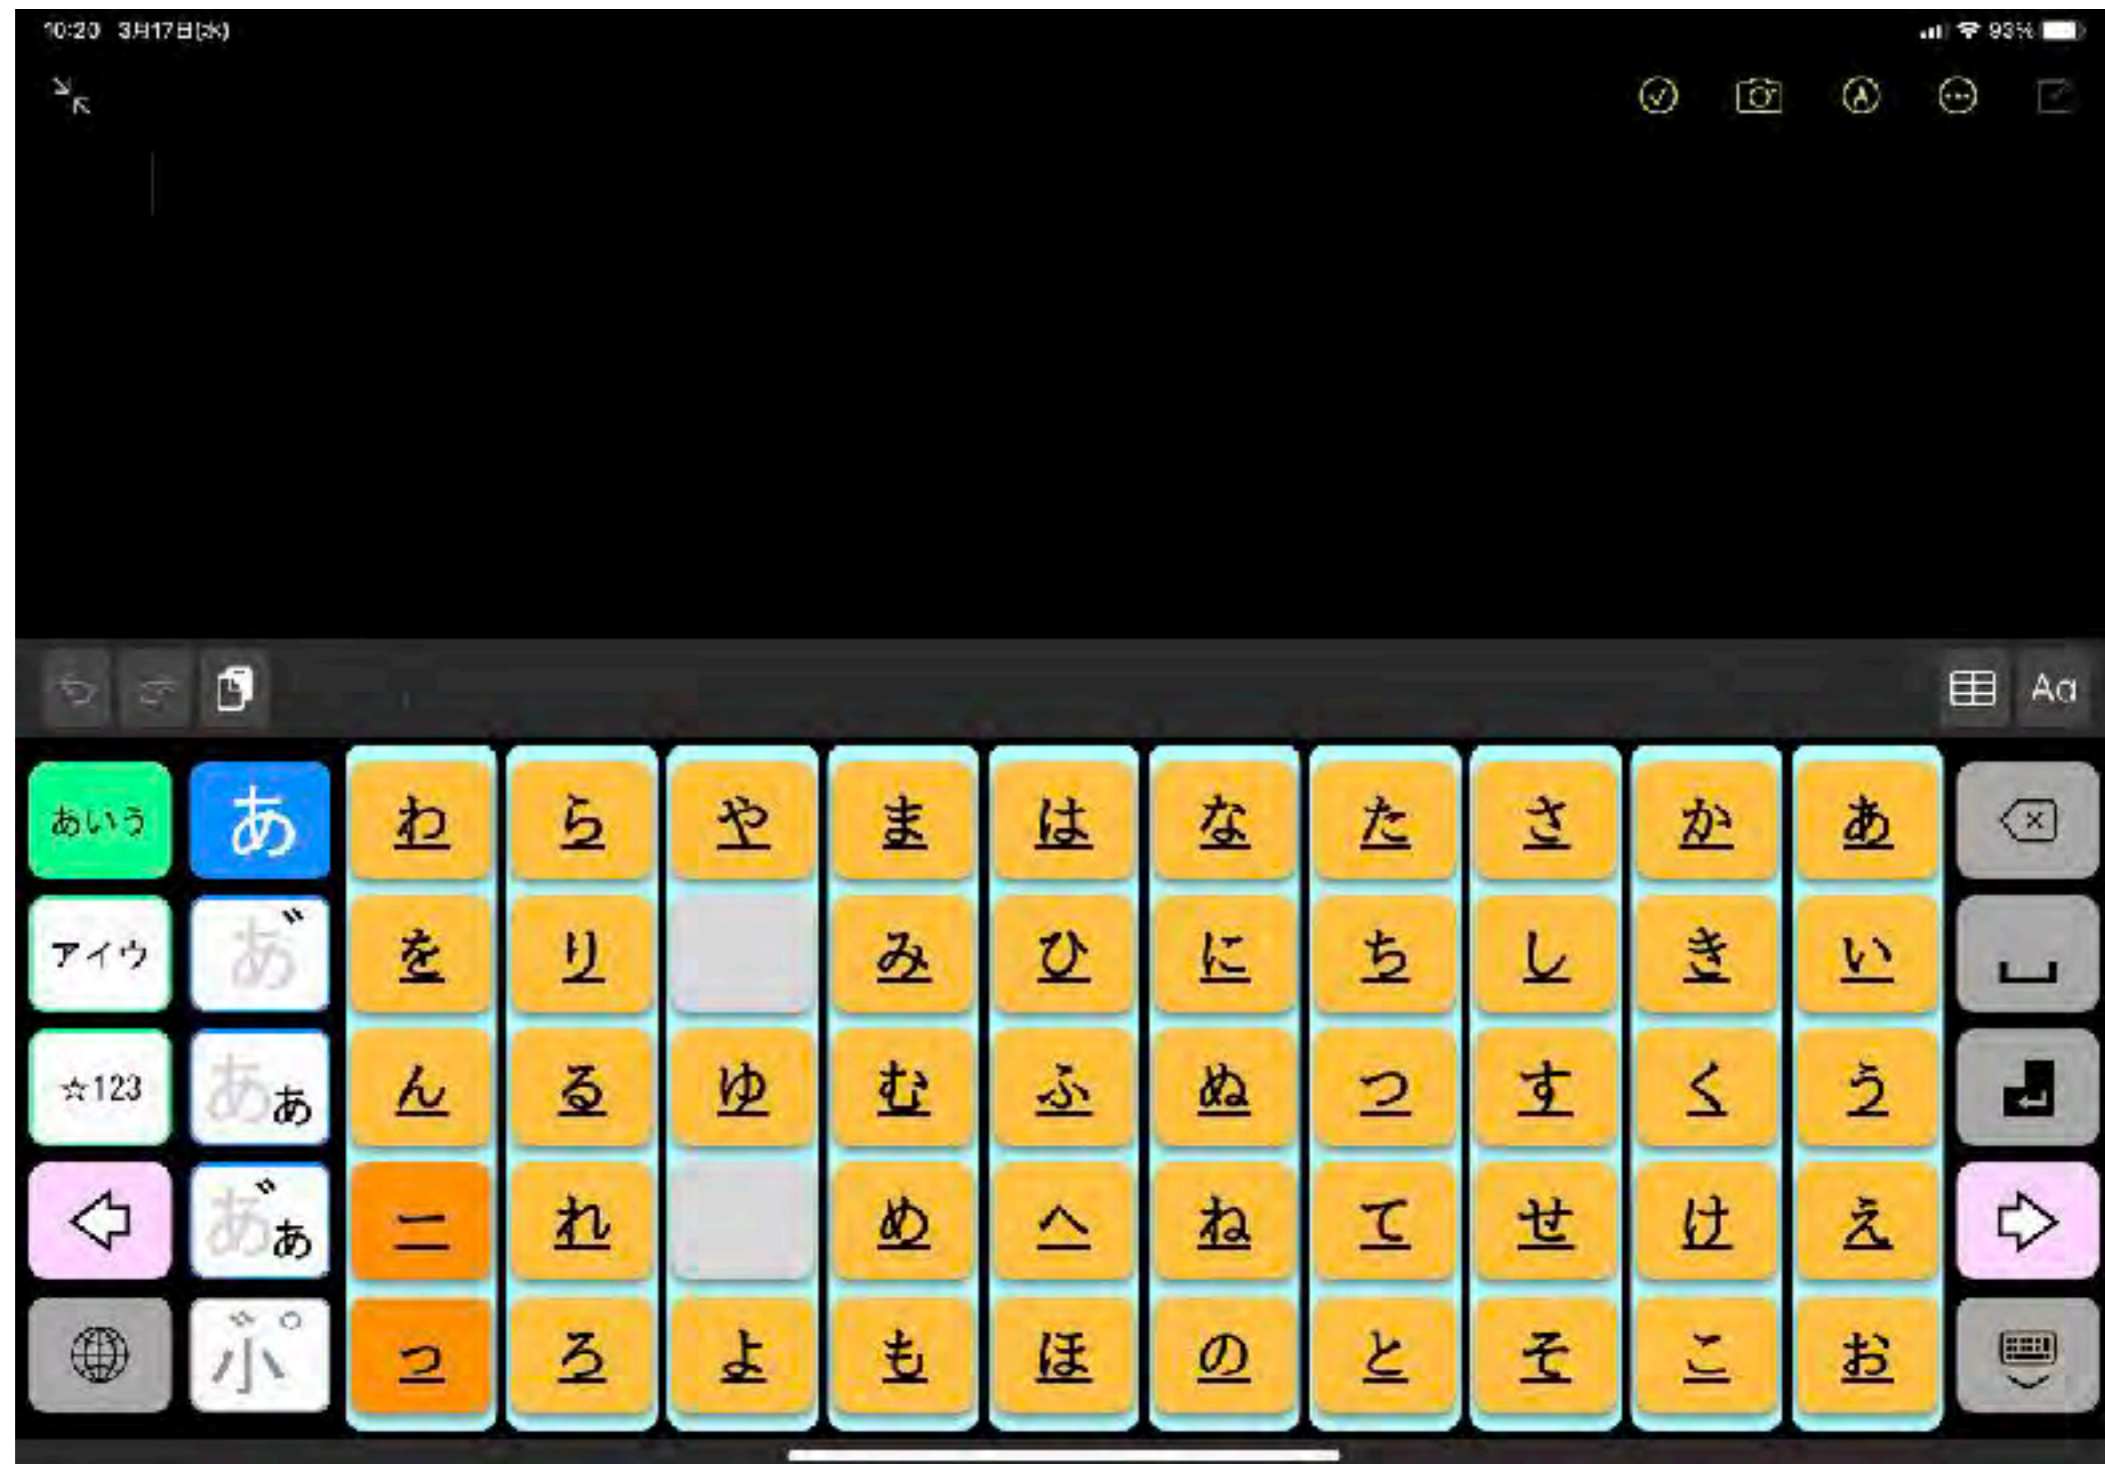 10:20 3月17日(水) 93%
Aa
あいう あ わ ら や ま は な た さ か あ
アイウ あ゛ を り み ひ に ち し き い
☆123 あぁ ん る ゆ む ふ ぬ つ す く う
あ゛ぁ ー れ め へ ね て せ け え
小゛゜ っ ろ よ も ほ の と そ こ お